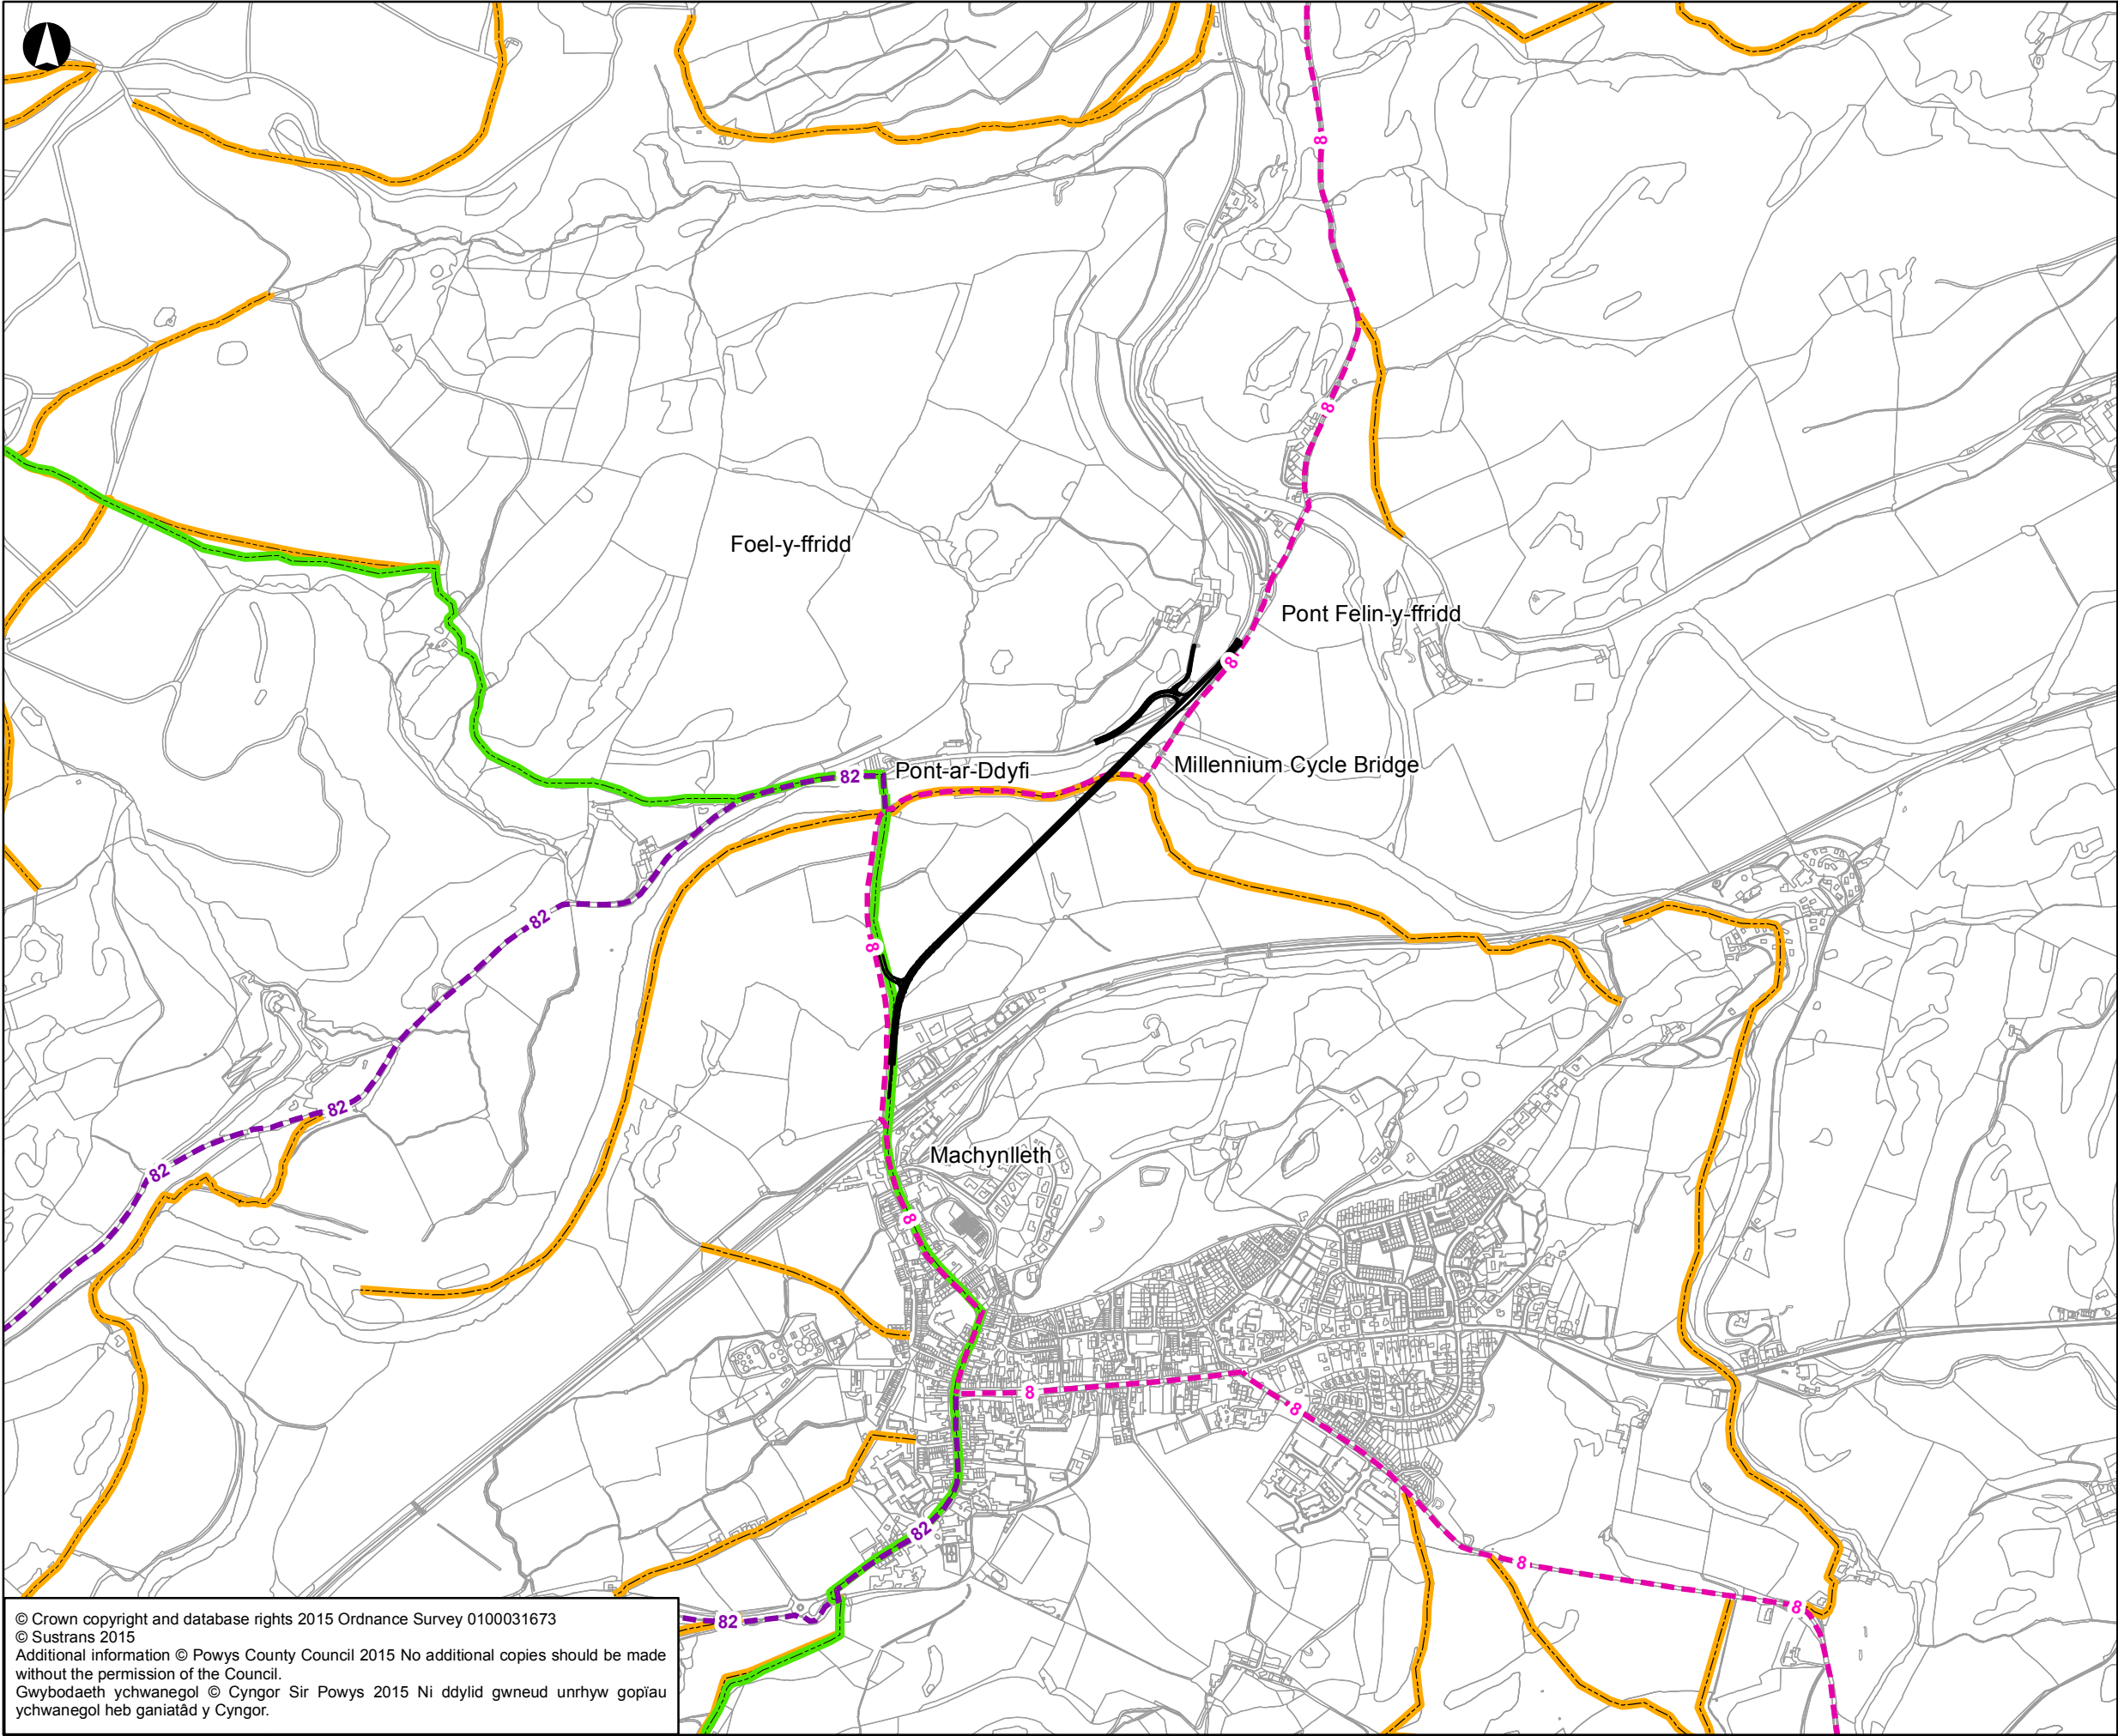 8
8
Foel-y-ffridd
Pont Felin-y-ffridd
8
Millennium Cycle Bridge
Pont-ar-Ddyfi
82
82
8
82
Machynlleth
82
8
8
8
82
8
8
82
© Crown copyright and database rights 2015 Ordnance Survey 0100031673
© Sustrans 2015
Additional information © Powys County Council 2015 No additional copies should be made
without the permission of the Council.
Gwybodaeth ychwanegol © Cyngor Sir Powys 2015 Ni ddylid gwneud unrhyw gopïau
ychwanegol heb ganiatâd y Cyngor.